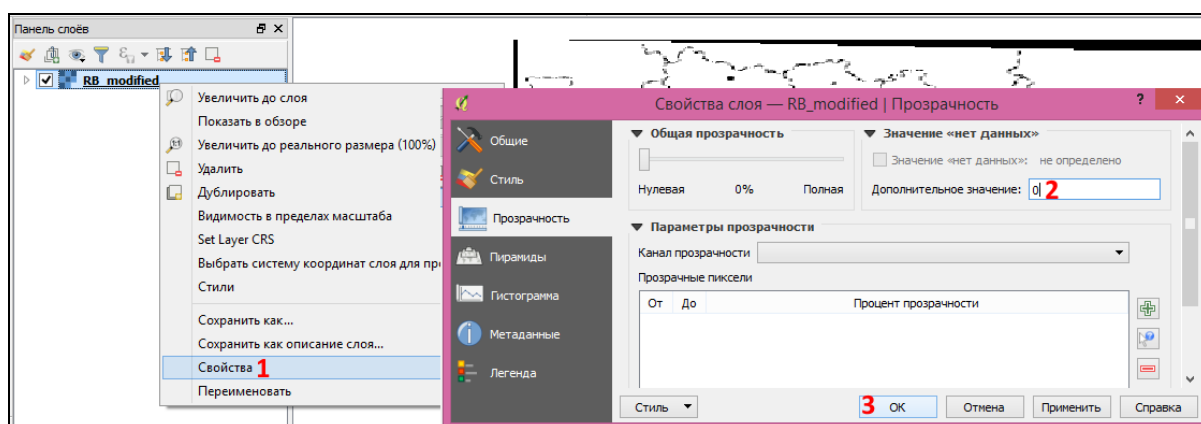 Панель слоёв
RB_modified
Увеличить до слоя
Показать в обзоре
Увеличить до реального размера (100%)
Удалить
Дублировать
Видимость в пределах масштаба
Set Layer CRS
Выбрать систему координат слоя для
Стили
Сохранить как...
Сохранить как описание слоя...
Свойства 1
Переименовать
Свойства слоя — RB_modified | Прозрачность
? ×
Общие
Стиль
Прозрачность
Пирамиды
Гистограмма
Метаданные
Легенда
Общая прозрачность
Нулевая 0% Полная
Значение «нет данных»
Значение «нет данных»: не определено
Дополнительное значение: 0 2
Параметры прозрачности
Канал прозрачности
Прозрачные пиксели
От До Процент прозрачности
Стиль 3 OK Отмена Применить Справка